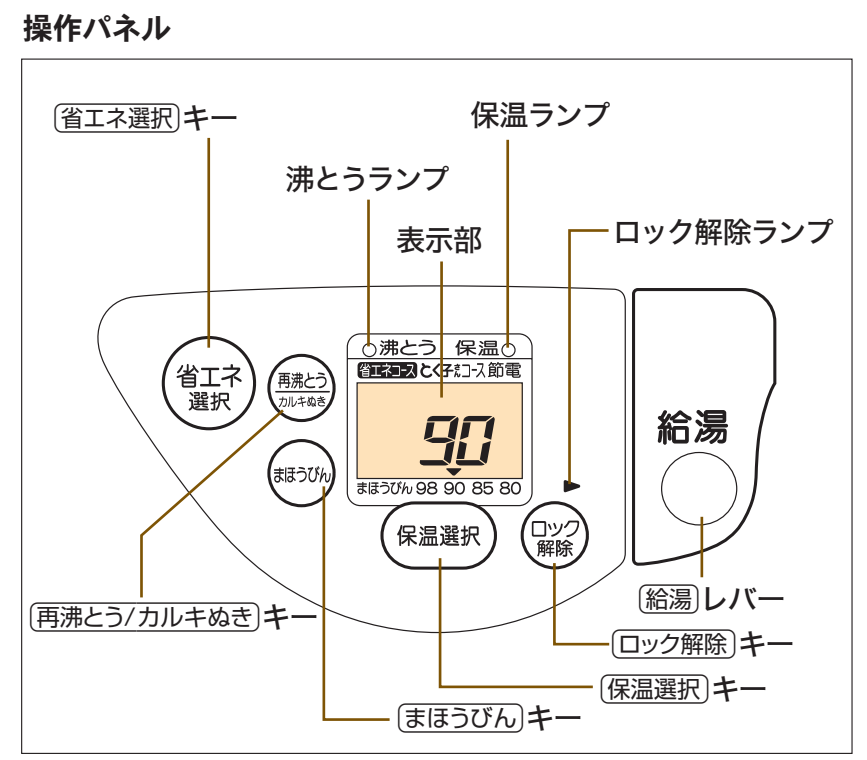 操作パネル
省エネ選択キー
保温ランプ
沸とうランプ
表示部
ロック解除ランプ
沸とう 保温
省エネコース とく子さんコース 節電
省エネ
選択
再沸とう
カルキぬき
90
給湯
まほうびん
まほうびん 98 90 85 80
保温選択
ロック
解除
再沸とう/カルキぬきキー
給湯レバー
ロック解除キー
保温選択キー
まほうびんキー